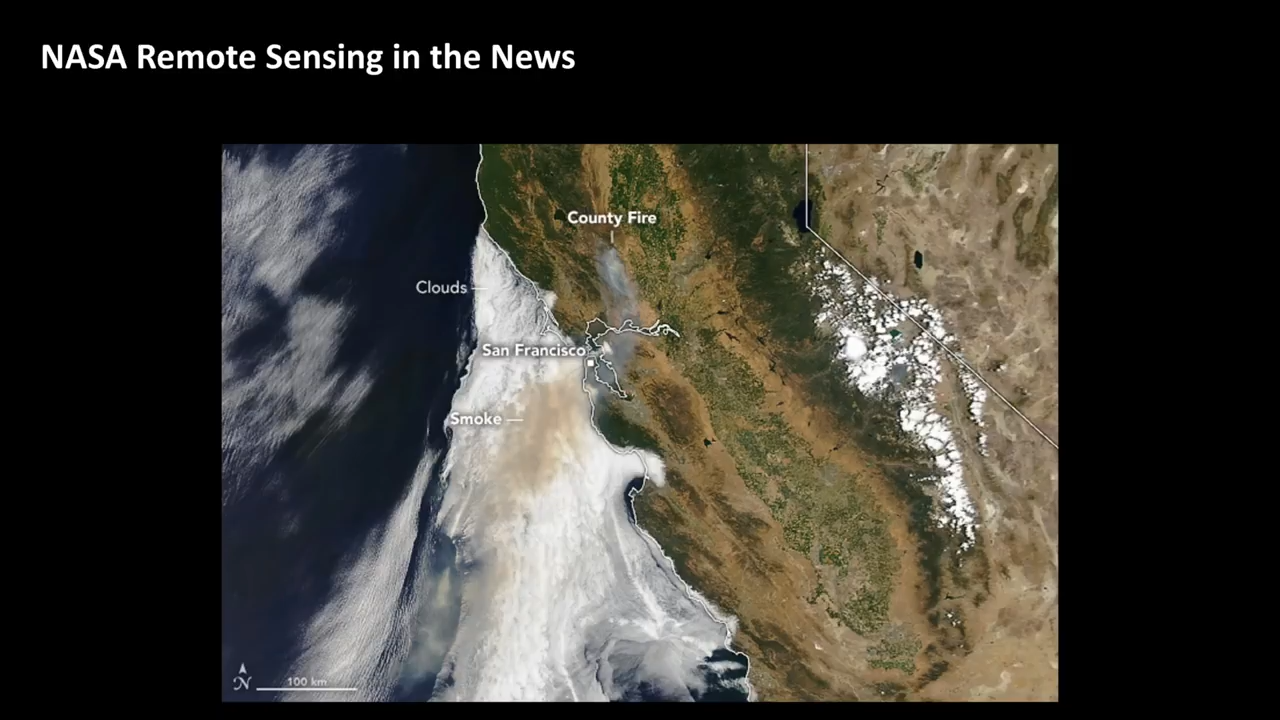 NASA Remote Sensing in the News
County Fire
Clouds
San Francisco
Smoke
N
100 km